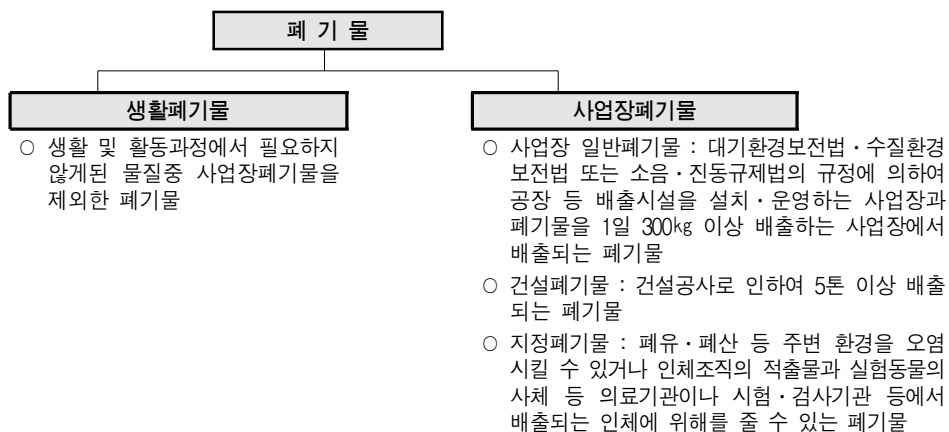 폐 기 물
생활폐기물
○ 생활 및 활동과정에서 필요하지
않게된 물질중 사업장폐기물을
제외한 폐기물
사업장폐기물
○ 사업장 일반폐기물 : 대기환경보전법·수질환경
보전법 또는 소음·진동규제법의 규정에 의하여
공장 등 배출시설을 설치·운영하는 사업장과
폐기물을 1일 300㎏ 이상 배출하는 사업장에서
배출되는 폐기물
○ 건설폐기물 : 건설공사로 인하여 5톤 이상 배출
되는 폐기물
○ 지정폐기물 : 폐유·폐산 등 주변 환경을 오염
시킬 수 있거나 인체조직의 적출물과 실험동물의
사체 등 의료기관이나 시험·검사기관 등에서
배출되는 인체에 위해를 줄 수 있는 폐기물